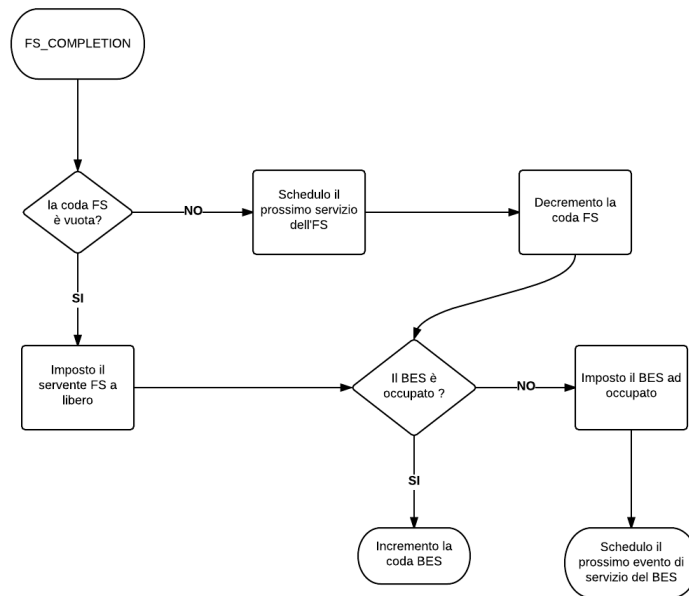 FS_COMPLETION
la coda FS
è vuota?
NO
Schedulo il
prossimo servizio
dell'FS
Decremento la
coda FS
SI
Imposto il
servente FS a
libero
Il BES è
occupato ?
NO
Imposto il BES ad
occupato
SI
Incremento la
coda BES
Schedulo il
prossimo evento di
servizio del BES